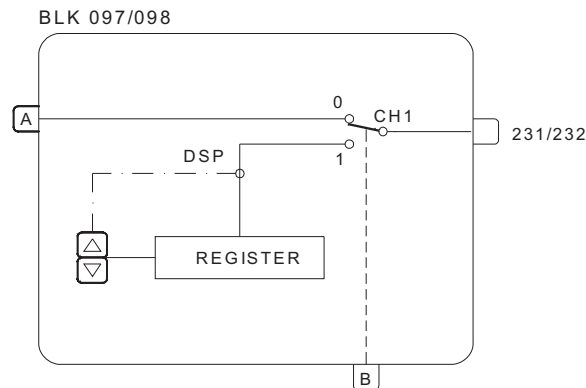 BLK 097/098
0
CH1
A
231/232
DSP
1
REGISTER
B